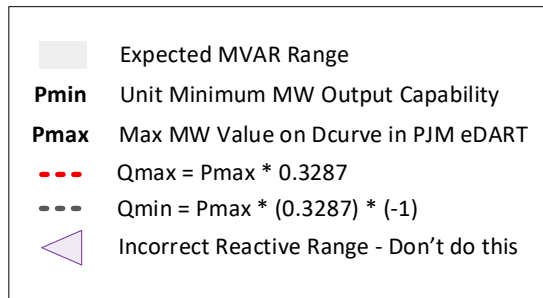 Expected MVAR Range
Pmin Unit Minimum MW Output Capability
Pmax Max MW Value on Dcurve in PJM eDART
Qmax = Pmax * 0.3287
Qmin = Pmax * (0.3287) * (-1)
Incorrect Reactive Range - Don’t do this